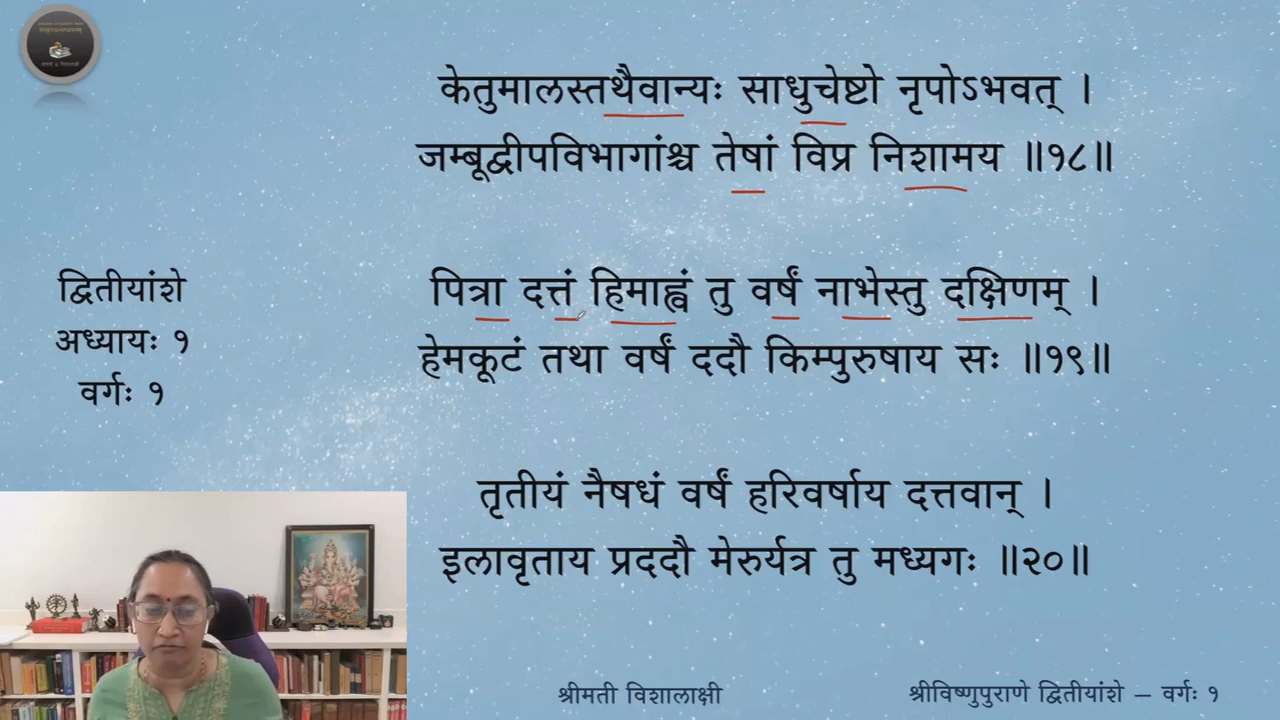 केतुमालस्तथैवान्यः साधुचेष्टो नृपोऽभवत् ।
जम्बूद्वीपविभागांश्च तेषां विप्र निशामय ॥१८॥
द्वितीयांशे
अध्यायः १
वर्गः १
पित्रा दत्तं हिमाह्वं तु वर्षं नाभेस्तु दक्षिणम् ।
हेमकूटं तथा वर्षं ददौ किम्पुरुषाय सः ॥१९॥
तृतीयं नैषधं वर्षं हरिवर्षाय दत्तवान् ।
इलावृताय प्रददौ मेरुर्यत्र तु मध्यगः ॥२०॥
श्रीमती विशालाक्षी
श्रीविष्णुपुराणे द्वितीयांशे — वर्गः १